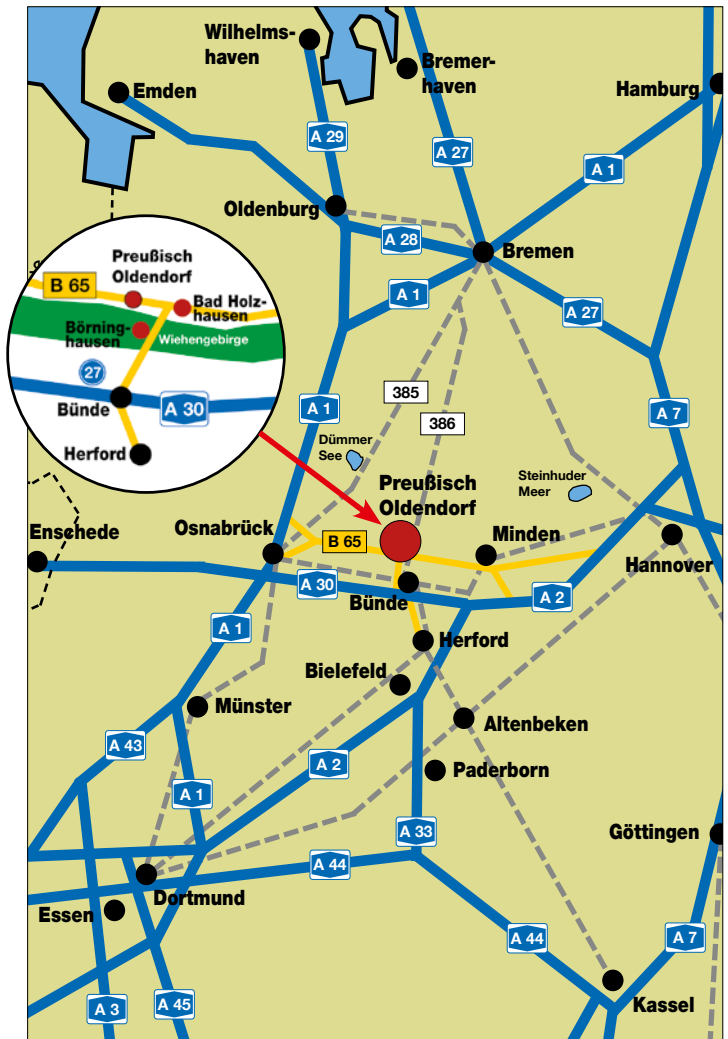 Wilhelms-
haven
Bremer-
haven
Emden
Hamburg
A 29
A 27
A 1
Oldenburg
A 28
Bremen
A 1
A 27
Preußisch
Oldendorf
B 65
Bad Holz-
hausen
Börning-
hausen
Wiehengebirge
27
Bünde
A 30
Herford
A 1
385
386
A 7
Dümmer
See
Preußisch
Oldendorf
Steinhuder
Meer
Enschede
Osnabrück
B 65
Minden
Hannover
A 30
Bünde
A 2
A 1
Herford
Bielefeld
Münster
Altenbeken
A 43
A 2
Paderborn
A 1
A 33
Göttingen
A 44
Dortmund
Essen
A 44
A 7
Kassel
A 3
A 45